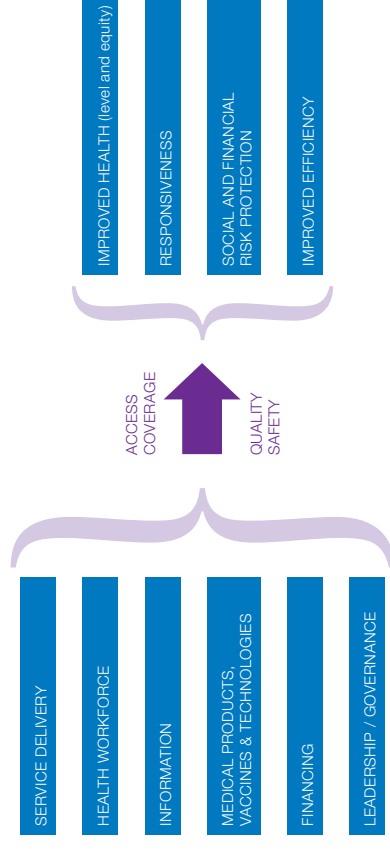 SERVICE DELIVERY
HEALTH WORKFORCE
INFORMATION
MEDICAL PRODUCTS,
VACCINES & TECHNOLOGIES
FINANCING
LEADERSHIP / GOVERNANCE
ACCESS
COVERAGE
QUALITY
SAFETY
IMPROVED HEALTH (level and equity)
RESPONSIVENESS
SOCIAL AND FINANCIAL
RISK PROTECTION
IMPROVED EFFICIENCY